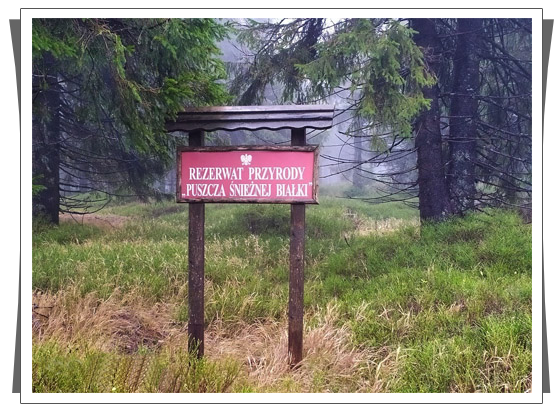 REZERWAT PRZYRODY
„PUSZCZA ŚNIEŻNEJ BIAŁKI"